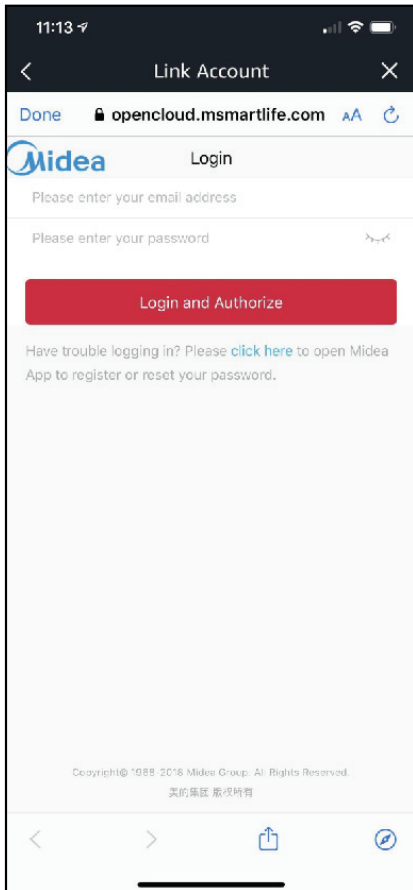 11:13
Link Account
Done opencloud.msmartlife.com AA
Midea Login
Please enter your email address
Please enter your password
Login and Authorize
Have trouble logging in? Please click here to open Midea
App to register or reset your password.
Copyright© 1968-2018 Midea Group. All Rights Reserved.
美的集团 版权所有